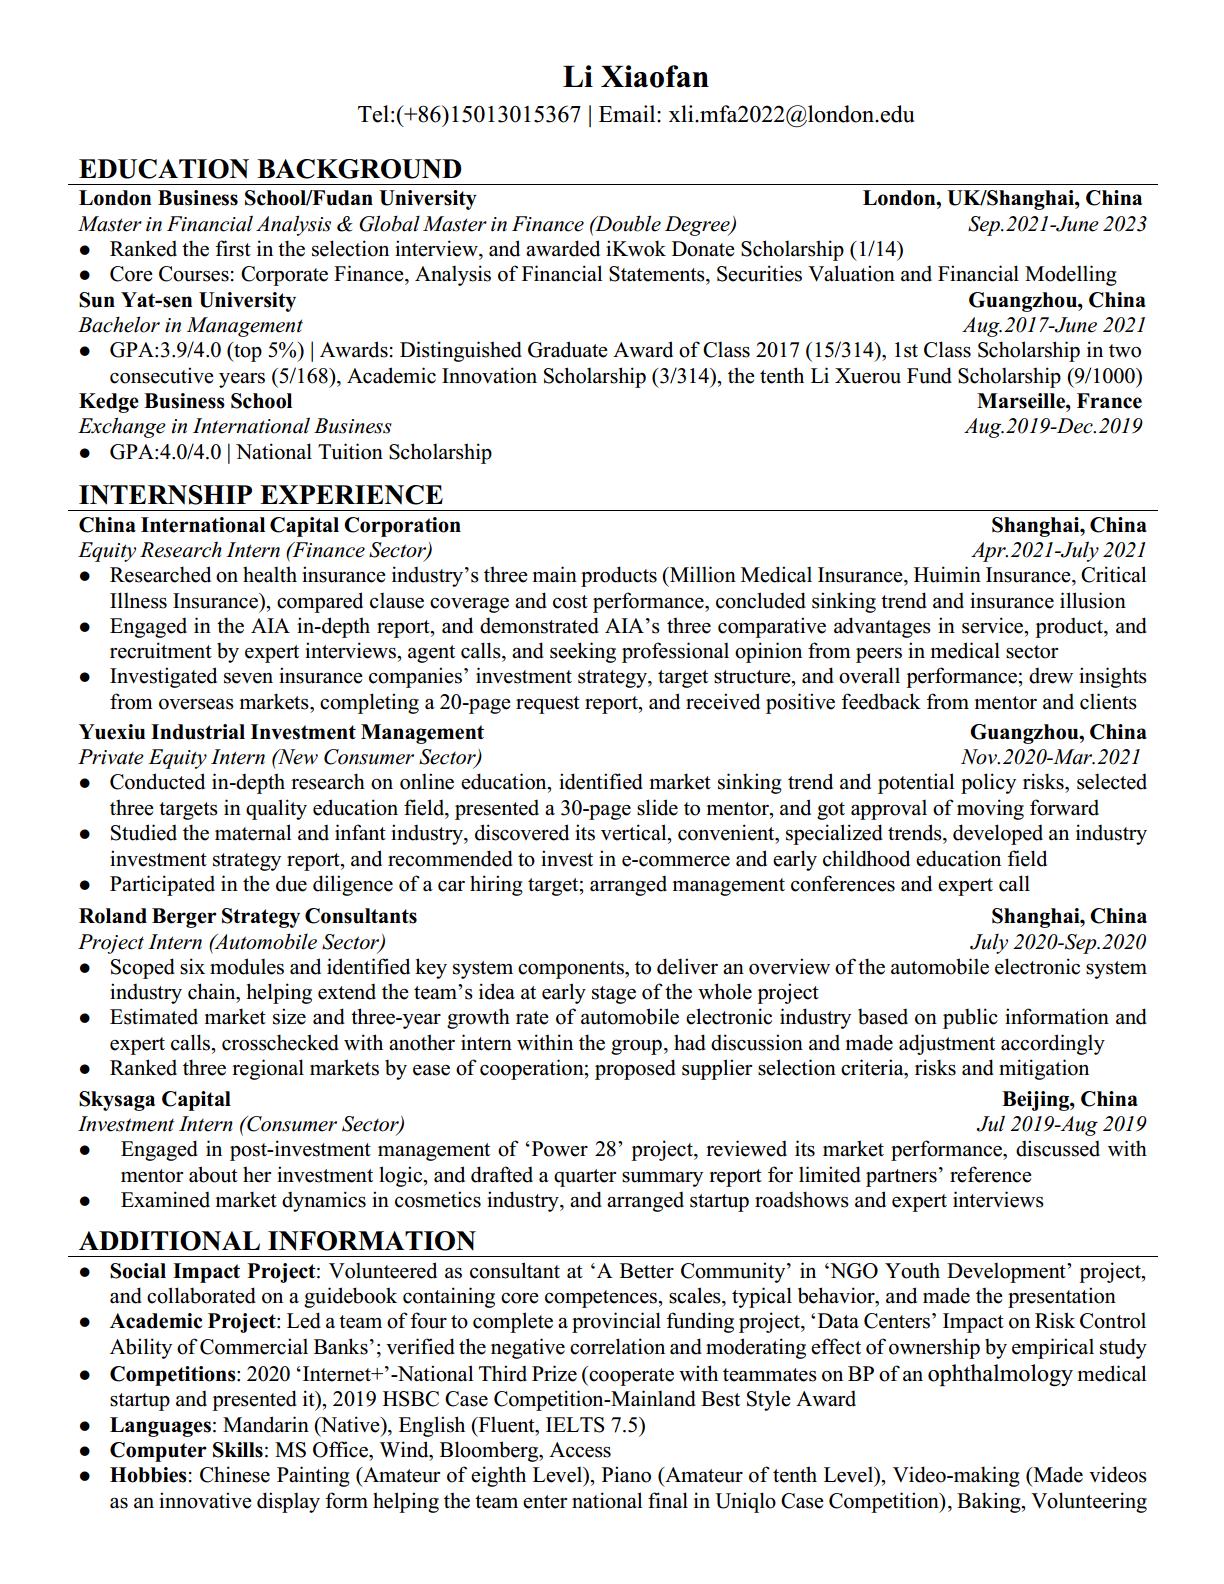 Li Xiaofan
Tel:(+86)15013015367 | Email: xli.mfa2022@london.edu
EDUCATION BACKGROUND
London Business School/Fudan University London, UK/Shanghai, China
Master in Financial Analysis & Global Master in Finance (Double Degree) Sep.2021-June 2023
● Ranked the first in the selection interview, and awarded iKwok Donate Scholarship (1/14)
● Core Courses: Corporate Finance, Analysis of Financial Statements, Securities Valuation and Financial Modelling
Sun Yat-sen University Guangzhou, China
Bachelor in Management Aug.2017-June 2021
● GPA:3.9/4.0 (top 5%) | Awards: Distinguished Graduate Award of Class 2017 (15/314), 1st Class Scholarship in two
consecutive years (5/168), Academic Innovation Scholarship (3/314), the tenth Li Xuerou Fund Scholarship (9/1000)
Kedge Business School Marseille, France
Exchange in International Business Aug.2019-Dec.2019
● GPA:4.0/4.0 | National Tuition Scholarship
INTERNSHIP EXPERIENCE
China International Capital Corporation Shanghai, China
Equity Research Intern (Finance Sector) Apr.2021-July 2021
● Researched on health insurance industry's three main products (Million Medical Insurance, Huimin Insurance, Critical
Illness Insurance), compared clause coverage and cost performance, concluded sinking trend and insurance illusion
● Engaged in the AIA in-depth report, and demonstrated AIA's three comparative advantages in service, product, and
recruitment by expert interviews, agent calls, and seeking professional opinion from peers in medical sector
● Investigated seven insurance companies' investment strategy, target structure, and overall performance; drew insights
from overseas markets, completing a 20-page request report, and received positive feedback from mentor and clients
Yuexiu Industrial Investment Management Guangzhou, China
Private Equity Intern (New Consumer Sector) Nov.2020-Mar.2021
● Conducted in-depth research on online education, identified market sinking trend and potential policy risks, selected
three targets in quality education field, presented a 30-page slide to mentor, and got approval of moving forward
● Studied the maternal and infant industry, discovered its vertical, convenient, specialized trends, developed an industry
investment strategy report, and recommended to invest in e-commerce and early childhood education field
● Participated in the due diligence of a car hiring target; arranged management conferences and expert call
Roland Berger Strategy Consultants Shanghai, China
Project Intern (Automobile Sector) July 2020-Sep.2020
● Scoped six modules and identified key system components, to deliver an overview of the automobile electronic system
industry chain, helping extend the team's idea at early stage of the whole project
● Estimated market size and three-year growth rate of automobile electronic industry based on public information and
expert calls, crosschecked with another intern within the group, had discussion and made adjustment accordingly
● Ranked three regional markets by ease of cooperation; proposed supplier selection criteria, risks and mitigation
Skysaga Capital Beijing, China
Investment Intern (Consumer Sector) Jul 2019-Aug 2019
● Engaged in post-investment management of ‘Power 28’ project, reviewed its market performance, discussed with
mentor about her investment logic, and drafted a quarter summary report for limited partners’ reference
● Examined market dynamics in cosmetics industry, and arranged startup roadshows and expert interviews
ADDITIONAL INFORMATION
● Social Impact Project: Volunteered as consultant at ‘A Better Community’ in ‘NGO Youth Development’ project,
and collaborated on a guidebook containing core competences, scales, typical behavior, and made the presentation
● Academic Project: Led a team of four to complete a provincial funding project, ‘Data Centers’ Impact on Risk Control
Ability of Commercial Banks’; verified the negative correlation and moderating effect of ownership by empirical study
● Competitions: 2020 ‘Internet+’-National Third Prize (cooperate with teammates on BP of an ophthalmology medical
startup and presented it), 2019 HSBC Case Competition-Mainland Best Style Award
● Languages: Mandarin (Native), English (Fluent, IELTS 7.5)
● Computer Skills: MS Office, Wind, Bloomberg, Access
● Hobbies: Chinese Painting (Amateur of eighth Level), Piano (Amateur of tenth Level), Video-making (Made videos
as an innovative display form helping the team enter national final in Uniqlo Case Competition), Baking, Volunteering